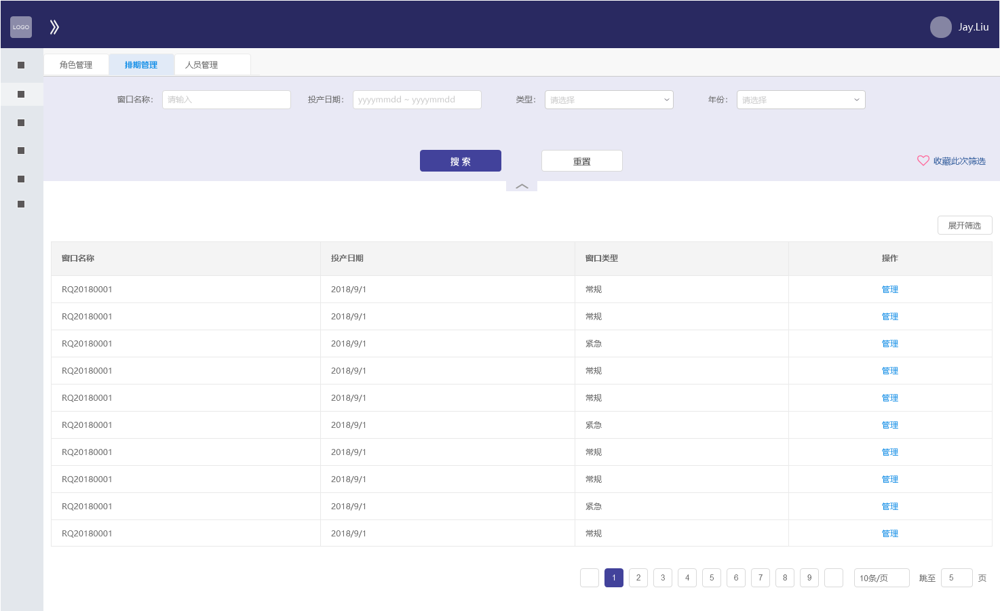 LOGO
Jay.Liu
角色管理 排期管理 人员管理
窗口名称： 请输入 投产日期： yyyymmdd ~ yyyymmdd 类型： 请选择 年份： 请选择
搜 索 重置 收藏此次筛选
展开筛选
窗口名称 投产日期 窗口类型 操作
RQ20180001 2018/9/1 常规 管理
RQ20180001 2018/9/1 常规 管理
RQ20180001 2018/9/1 紧急 管理
RQ20180001 2018/9/1 常规 管理
RQ20180001 2018/9/1 常规 管理
RQ20180001 2018/9/1 紧急 管理
RQ20180001 2018/9/1 常规 管理
RQ20180001 2018/9/1 常规 管理
RQ20180001 2018/9/1 紧急 管理
RQ20180001 2018/9/1 常规 管理
1 2 3 4 5 6 7 8 9 10条/页 跳至 5 页